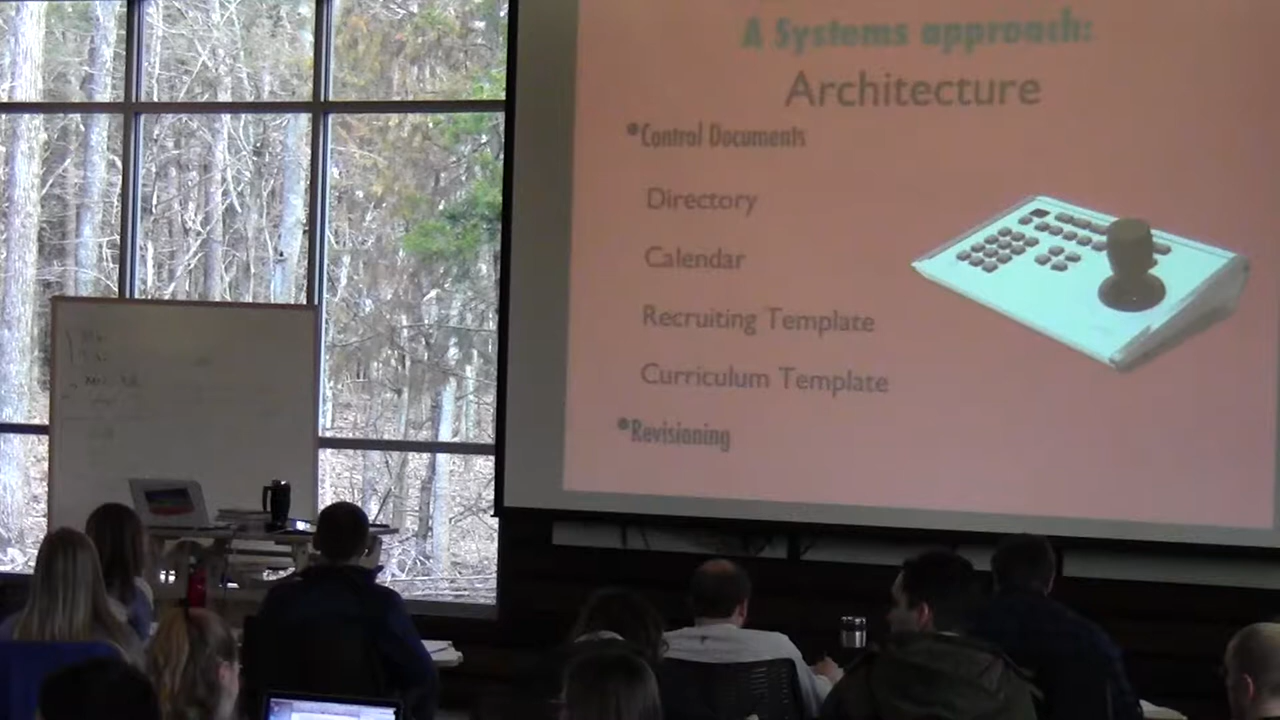 A Systems approach:
Architecture
•Control Documents
Directory
Calendar
Recruiting Template
Curriculum Template
•Revisioning